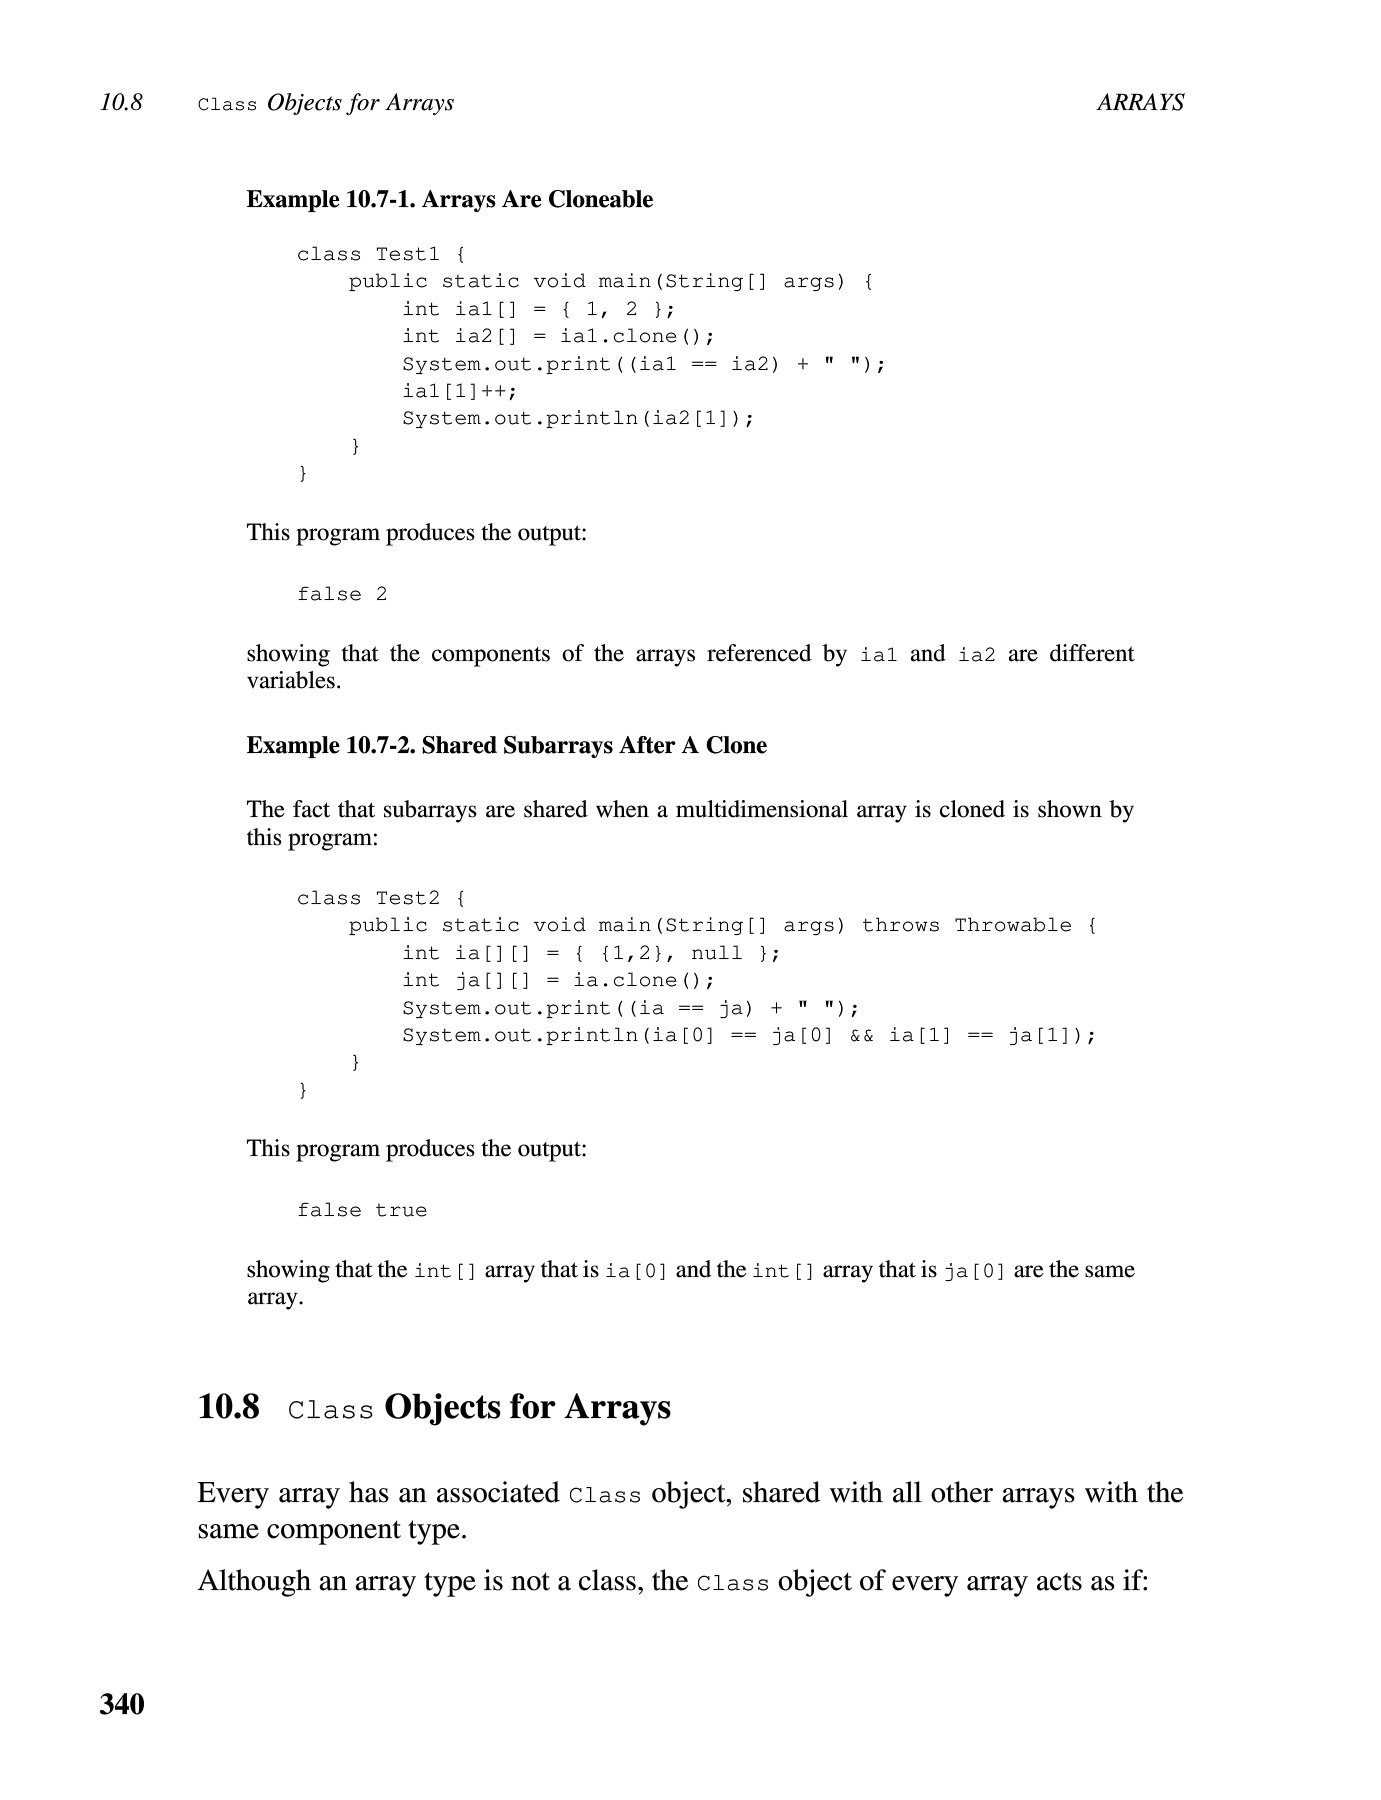 10.8 Class Objects for Arrays ARRAYS
Example 10.7-1. Arrays Are Cloneable
class Test1 {
    public static void main(String[] args) {
        int ia1[] = { 1, 2 };
        int ia2[] = ia1.clone();
        System.out.print((ia1 == ia2) + " ");
        ia1[1]++;
        System.out.println(ia2[1]);
    }
}
This program produces the output:
false 2
showing that the components of the arrays referenced by ia1 and ia2 are different
variables.
Example 10.7-2. Shared Subarrays After A Clone
The fact that subarrays are shared when a multidimensional array is cloned is shown by
this program:
class Test2 {
    public static void main(String[] args) throws Throwable {
        int ia[][] = { {1,2}, null };
        int ja[][] = ia.clone();
        System.out.print((ia == ja) + " ");
        System.out.println(ia[0] == ja[0] && ia[1] == ja[1]);
    }
}
This program produces the output:
false true
showing that the int[] array that is ia[0] and the int[] array that is ja[0] are the same
array.
10.8 Class Objects for Arrays
Every array has an associated Class object, shared with all other arrays with the
same component type.
Although an array type is not a class, the Class object of every array acts as if:
340